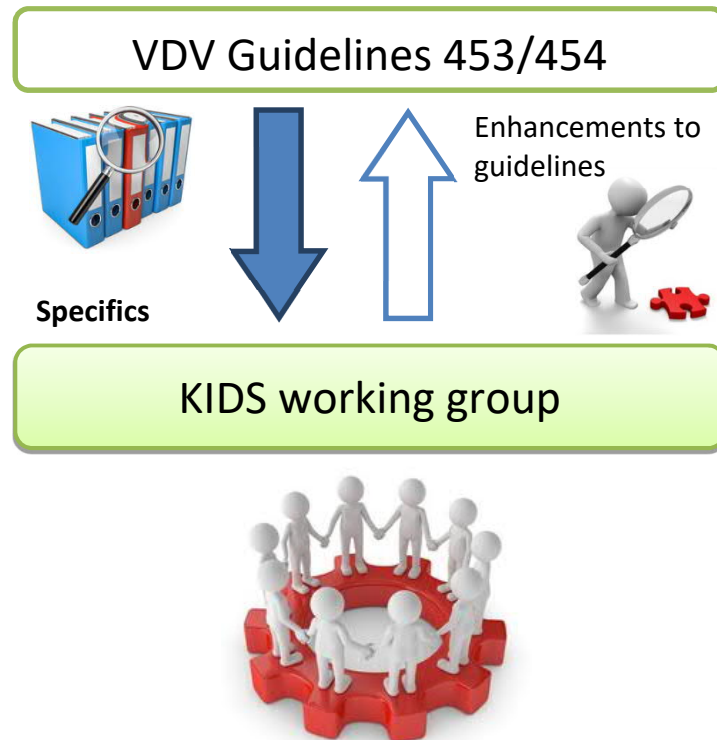 VDV Guidelines 453/454
Enhancements to
guidelines
Specifics
KIDS working group